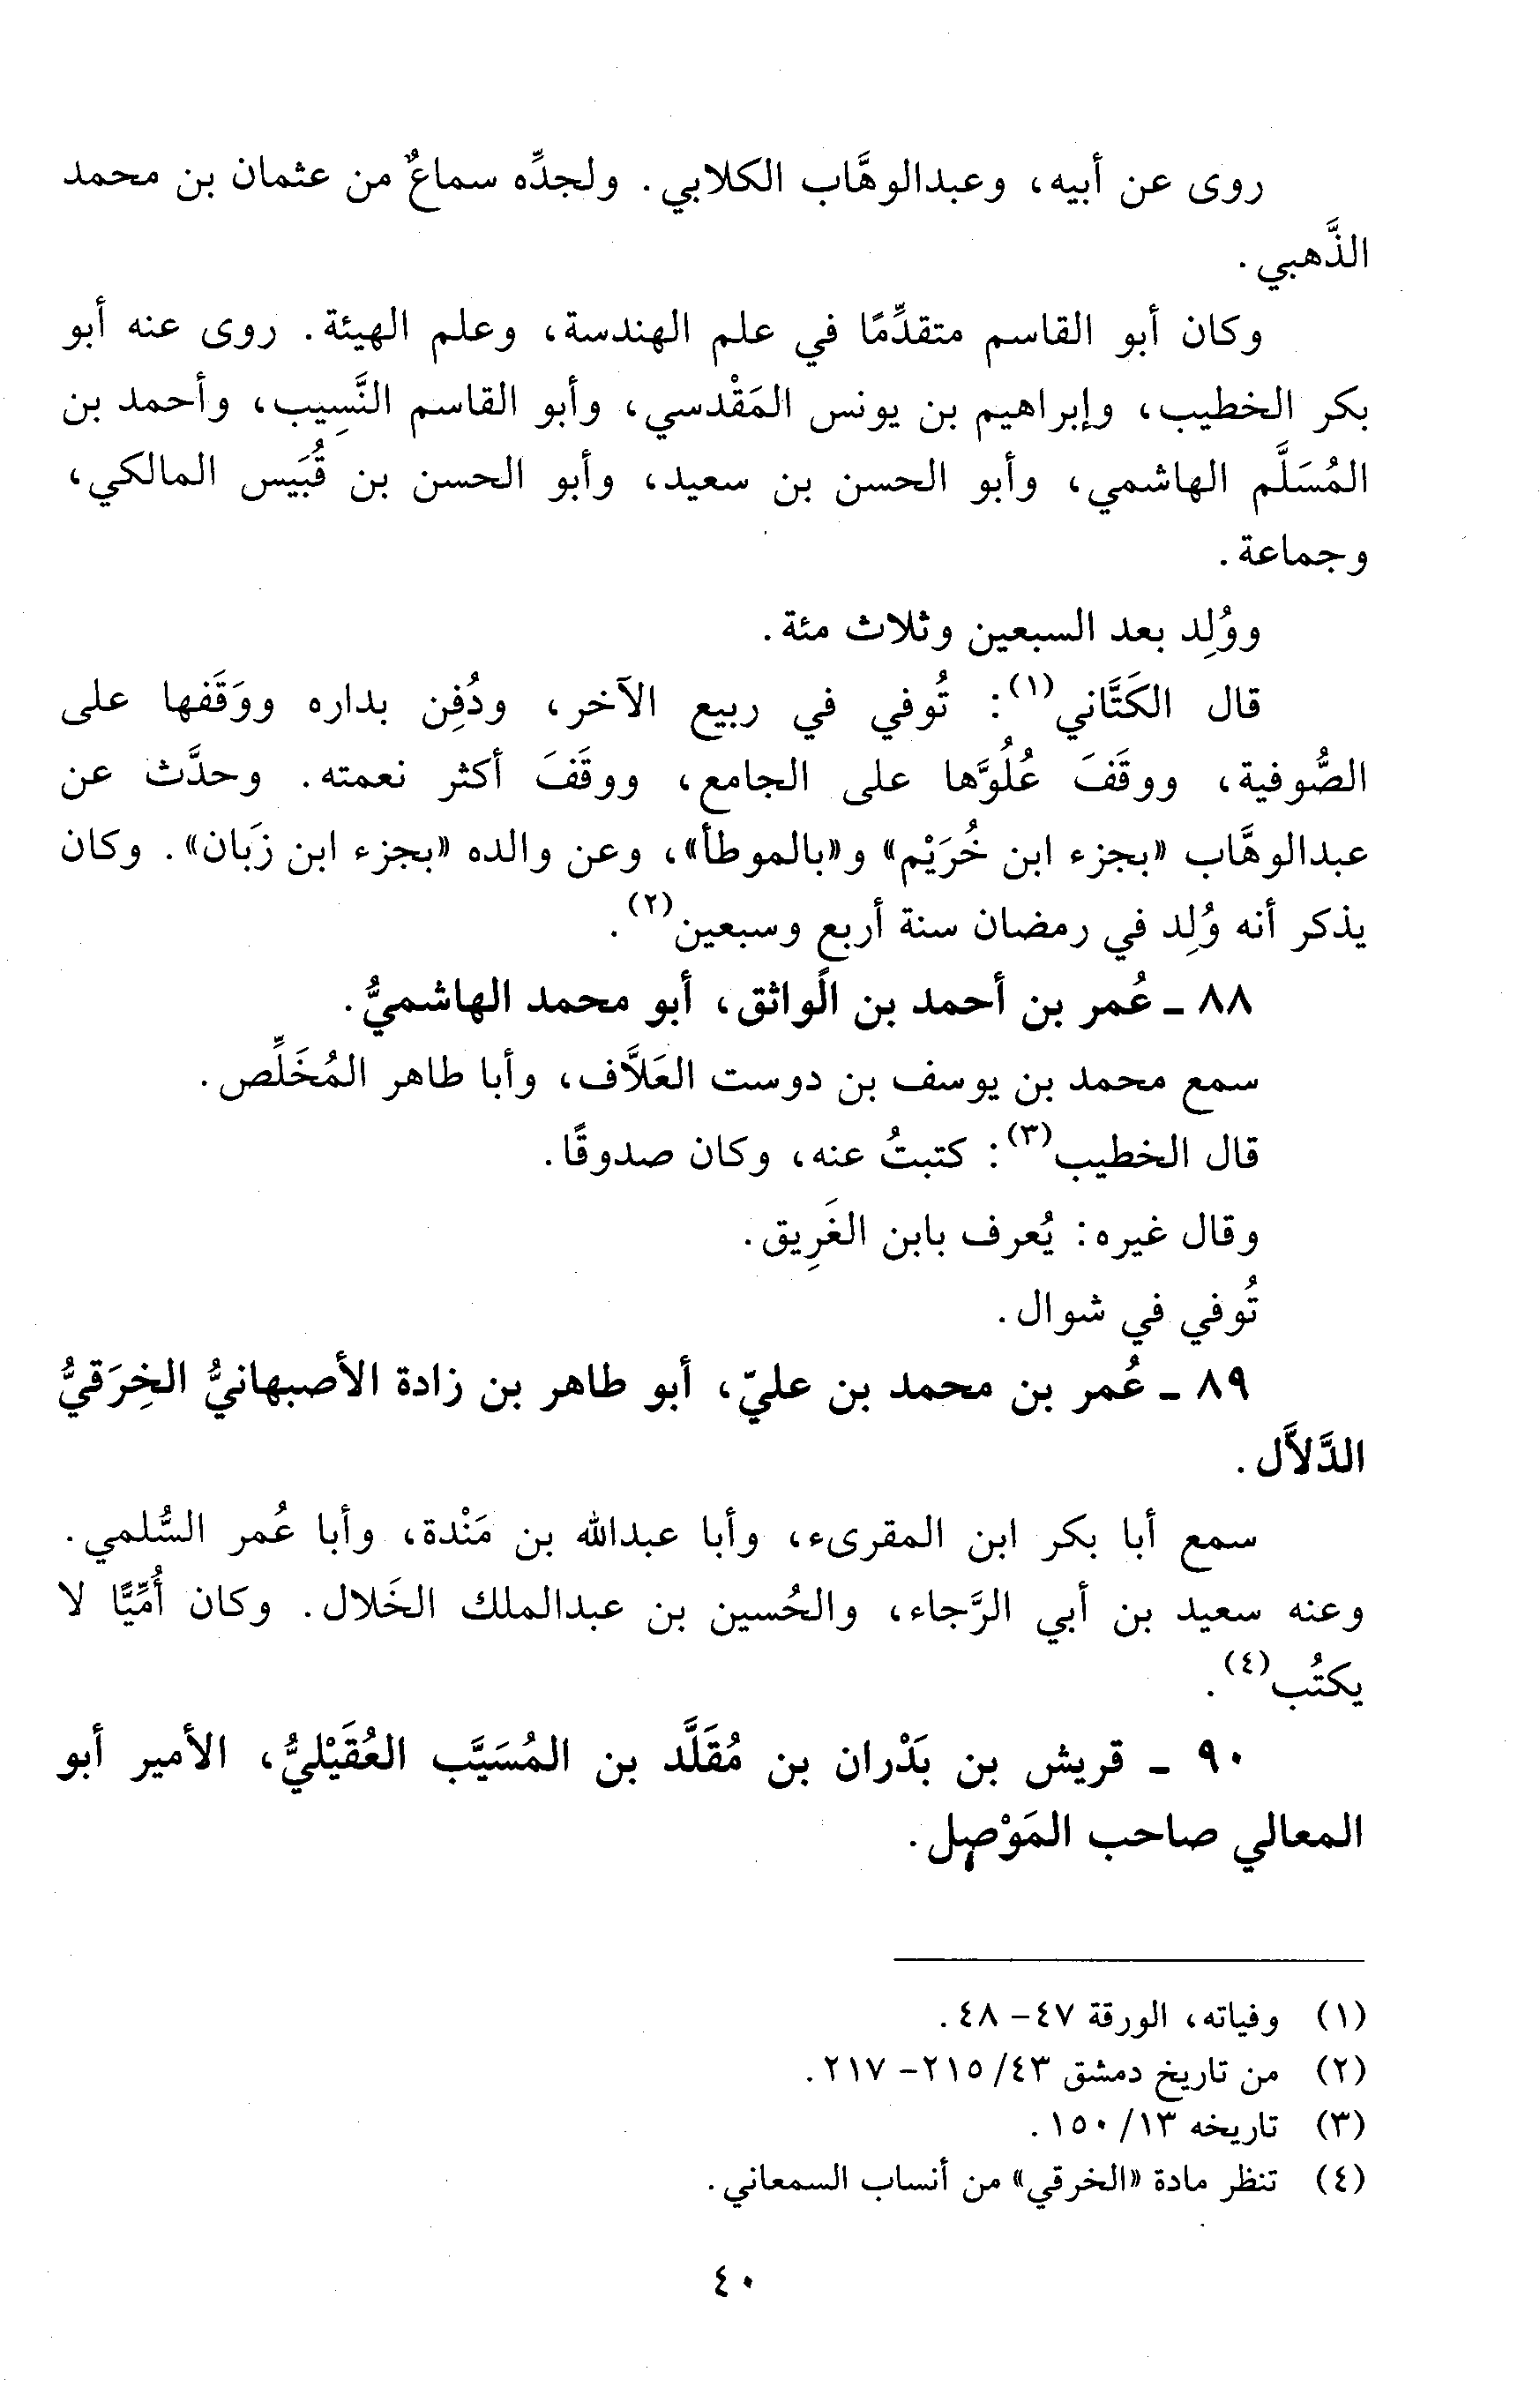 روى عن أبيه، وعبدالوهَّاب الكلابي. ولجدِّه سماعٌ من عثمان بن محمد
الذَّهبي.
وكان أبو القاسم متقدِّمًا في علم الهندسة، وعلم الهيئة. روى عنه أبو
بكر الخطيب، وإبراهيم بن يونس المَقْدسي، وأبو القاسم النَّسِيب، وأحمد بن
المُسَلَّم الهاشمي، وأبو الحسن بن سعيد، وأبو الحسن بن قُبَيس المالكي،
وجماعة.
ووُلِد بعد السبعين وثلاث مئة.
قال الكَتَّاني(١): تُوفي في ربيع الآخر، ودُفِن بداره ووَقَفها على
الصُّوفية، ووقَفَ عُلُوَّها على الجامع، ووقَفَ أكثر نعمته. وحدَّث عن
عبدالوهَّاب «بجزء ابن خُرَيْم» و«بالموطأ»، وعن والده «بجزء ابن زَبان». وكان
يذكر أنه وُلِد في رمضان سنة أربع وسبعين(٢).
٨٨ - عُمر بن أحمد بن الواثق، أبو محمد الهاشميُّ.
سمع محمد بن يوسف بن دوست العَلاَّف، وأبا طاهر المُخَلِّص.
قال الخطيب(٣): كتبتُ عنه، وكان صدوقًا.
وقال غيره: يُعرف بابن الغَرِيق.
تُوفي في شوال.
٨٩ - عُمر بن محمد بن عليّ، أبو طاهر بن زادة الأصبهانيُّ الخِرَقيُّ
الدَّلاَّل.
سمع أبا بكر ابن المقرىء، وأبا عبدالله بن مَنْدة، وأبا عُمر السُّلمي.
وعنه سعيد بن أبي الرَّجاء، والحُسين بن عبدالملك الخَلال. وكان أُمِّيًّا لا
يكتُب(٤).
٩٠ - قريش بن بَدْران بن مُقَلَّد بن المُسَيَّب العُقَيْليُّ، الأمير أبو
المعالي صاحب المَوْصِل.
(١) وفياته، الورقة ٤٧- ٤٨.
(٢) من تاريخ دمشق ٤٣/ ٢١٥- ٢١٧.
(٣) تاريخه ١٣/ ١٥٠.
(٤) تنظر مادة «الخرقي» من أنساب السمعاني.
٤٠